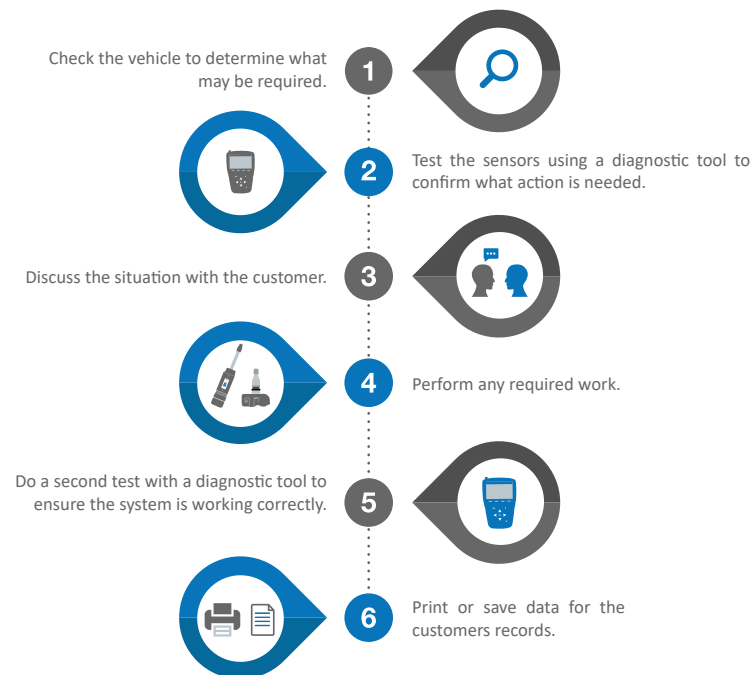 Check the vehicle to determine what
may be required.
1
2
Test the sensors using a diagnostic tool to
confirm what action is needed.
Discuss the situation with the customer.
3
4
Perform any required work.
Do a second test with a diagnostic tool to
ensure the system is working correctly.
5
6
Print or save data for the
customers records.